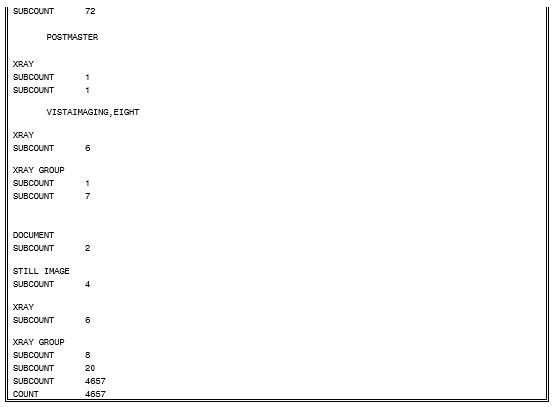 SUBCOUNT 72
POSTMASTER
XRAY
SUBCOUNT 1
SUBCOUNT 1
VISTAIMAGING,EIGHT
XRAY
SUBCOUNT 6
XRAY GROUP
SUBCOUNT 1
SUBCOUNT 7
DOCUMENT
SUBCOUNT 2
STILL IMAGE
SUBCOUNT 4
XRAY
SUBCOUNT 6
XRAY GROUP
SUBCOUNT 8
SUBCOUNT 20
SUBCOUNT 4657
COUNT 4657